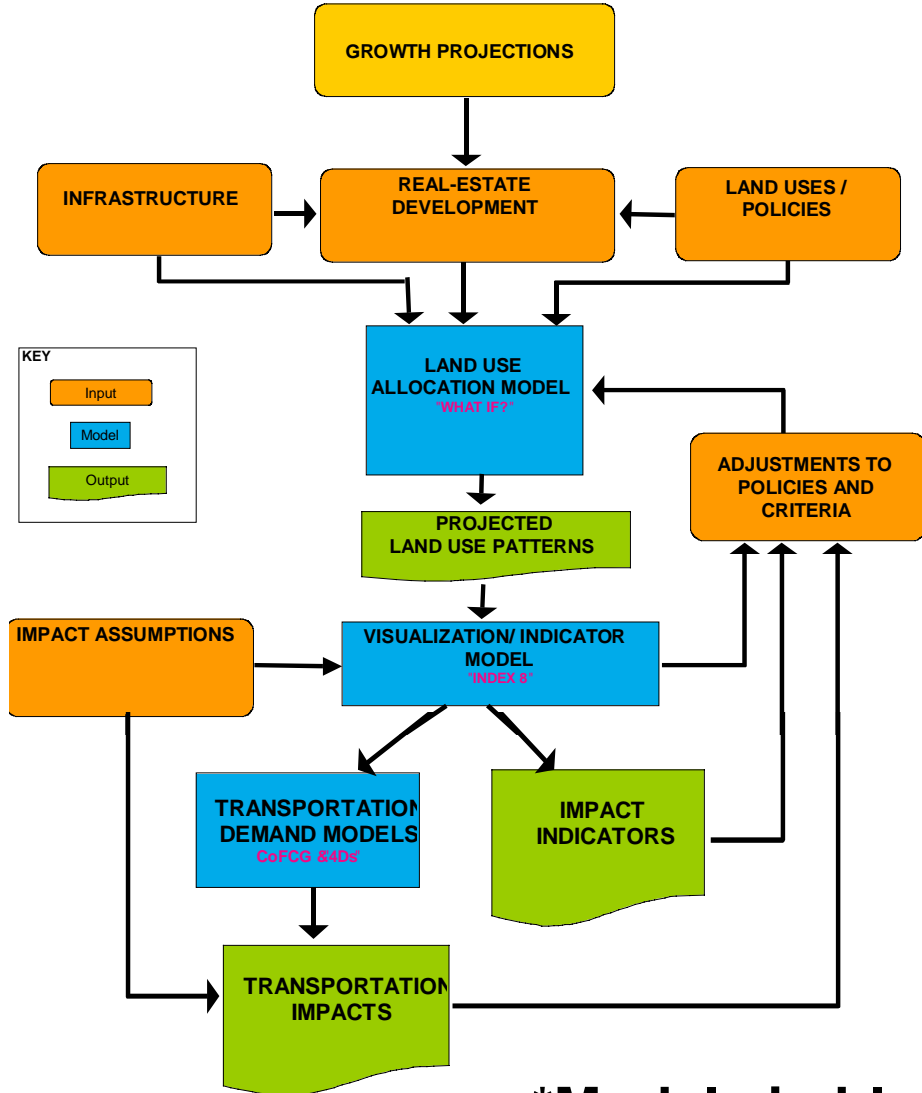 GROWTH PROJECTIONS
INFRASTRUCTURE
REAL-ESTATE
DEVELOPMENT
LAND USES /
POLICIES
KEY
Input
Model
Output
LAND USE
ALLOCATION MODEL
"WHAT IF?"
ADJUSTMENTS TO
POLICIES AND
CRITERIA
PROJECTED
LAND USE PATTERNS
IMPACT ASSUMPTIONS
VISUALIZATION/ INDICATOR
MODEL
"INDEX 8"
TRANSPORTATION
DEMAND MODELS
CoFCG &'4Ds'
IMPACT
INDICATORS
TRANSPORTATION
IMPACTS